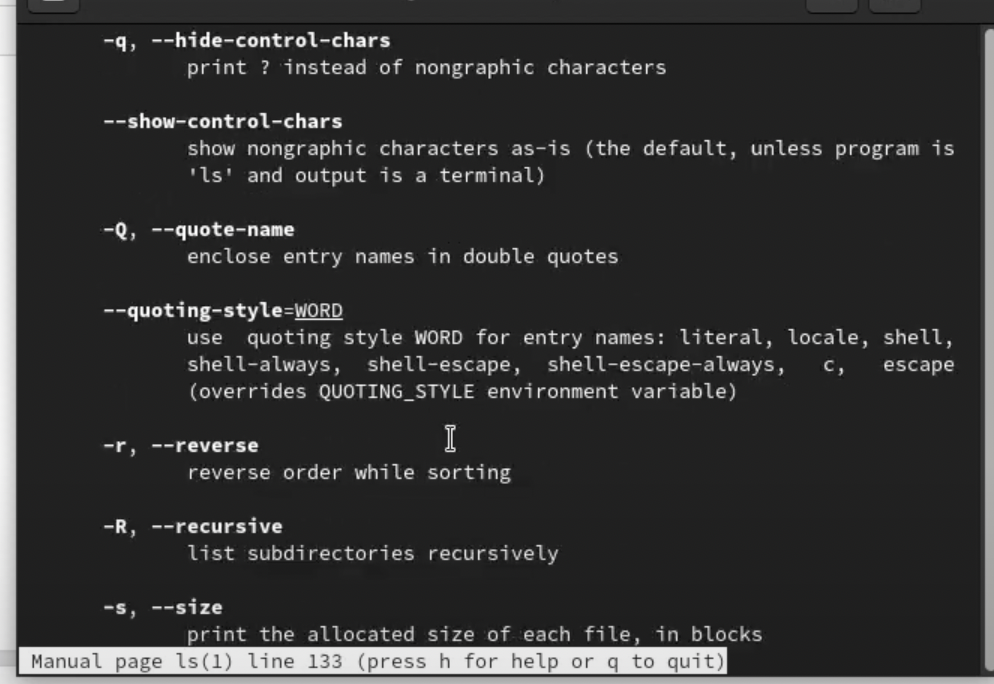 -q, --hide-control-chars
print ? instead of nongraphic characters
--show-control-chars
show nongraphic characters as-is (the default, unless program is
'ls' and output is a terminal)
-Q, --quote-name
enclose entry names in double quotes
--quoting-style=WORD
use  quoting style WORD for entry names: literal, locale, shell,
shell-always,  shell-escape,  shell-escape-always,   c,   escape
(overrides QUOTING_STYLE environment variable)
-r, --reverse
reverse order while sorting
-R, --recursive
list subdirectories recursively
-s, --size
print the allocated size of each file, in blocks
Manual page ls(1) line 133 (press h for help or q to quit)